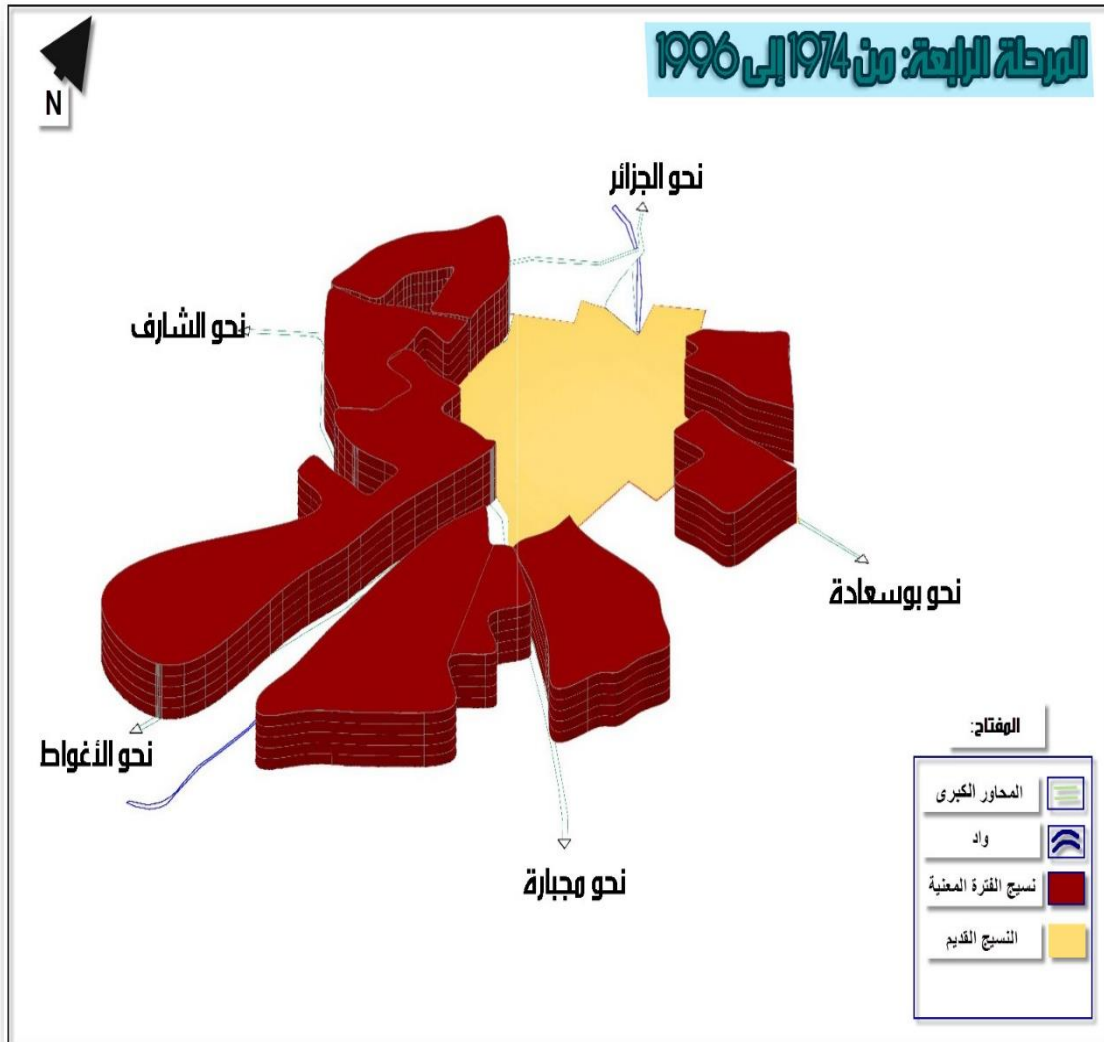 المرحلة الرابعة: من 1974 إلى 1996
N
نحو الجزائر
نحو الشارف
نحو بوسعادة
نحو الأغواط
نحو مجبارة
المفتاح:
المحاور الكبرى
واد
نسيج الفترة المعنية
النسيج القديم